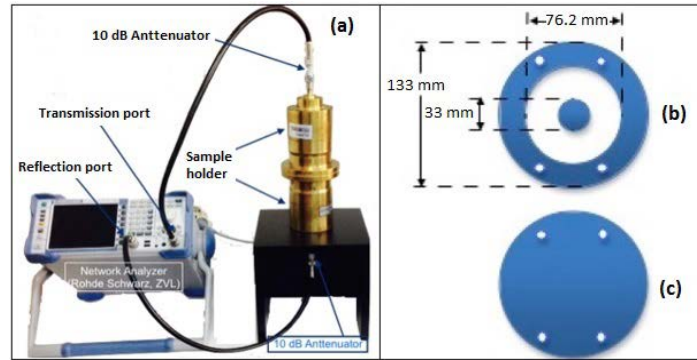 (a)
10 dB Anttenuator
Transmission port
Reflection port
Sample
holder
Network Analyzer
(Rohde Schwarz, ZVL)
10 dB Anttenuator
76.2 mm
133 mm
33 mm
(b)
(c)